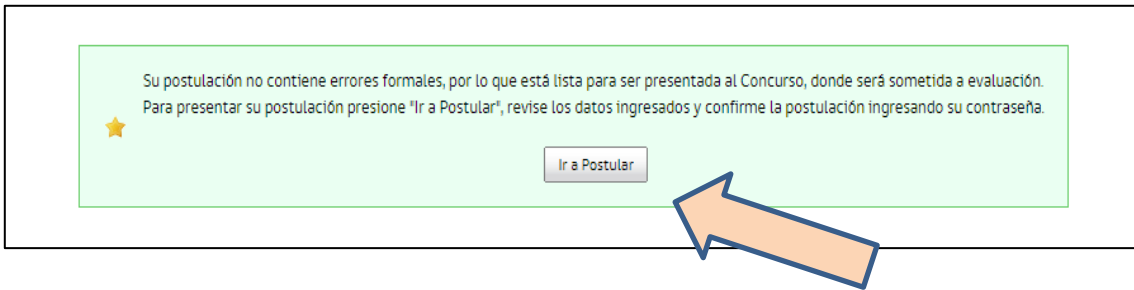 Su postulación no contiene errores formales, por lo que está lista para ser presentada al Concurso, donde será sometida a evaluación.
Para presentar su postulación presione "Ir a Postular", revise los datos ingresados y confirme la postulación ingresando su contraseña.
Ir a Postular